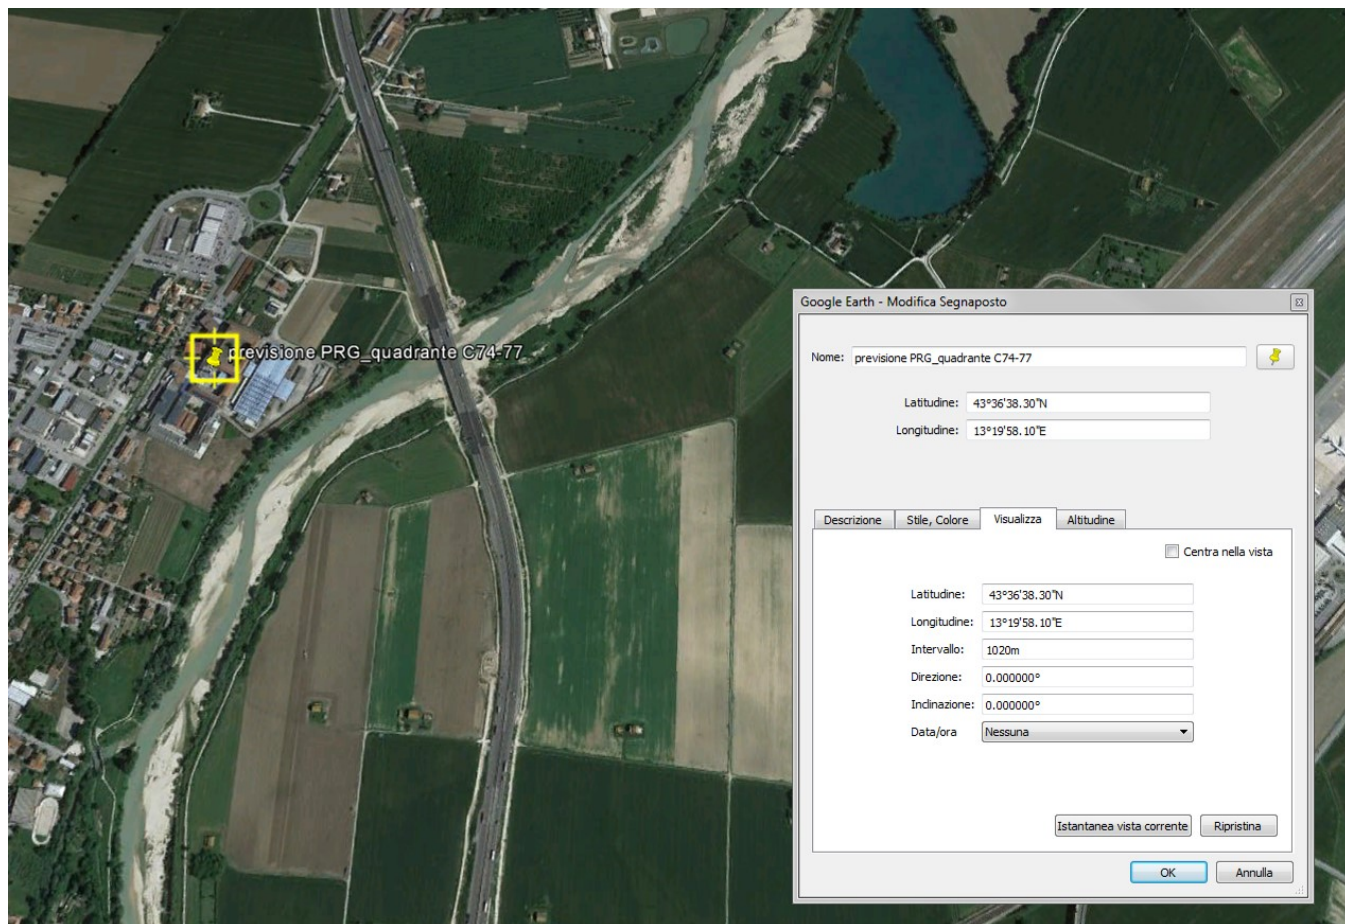 Google Earth - Modifica Segnaposto
previsione PRG_quadrante C74-77
Nome: previsione PRG_quadrante C74-77
Latitudine: 43°36'38.30"N
Longitudine: 13°19'58.10"E
Descrizione Stile, Colore Visualizza Altitudine
Centra nella vista
Latitudine: 43°36'38.30"N
Longitudine: 13°19'58.10"E
Intervallo: 1020m
Direzione: 0.000000°
Inclinazione: 0.000000°
Data/ora Nessuna
Istantanea vista corrente Ripristina
OK Annulla